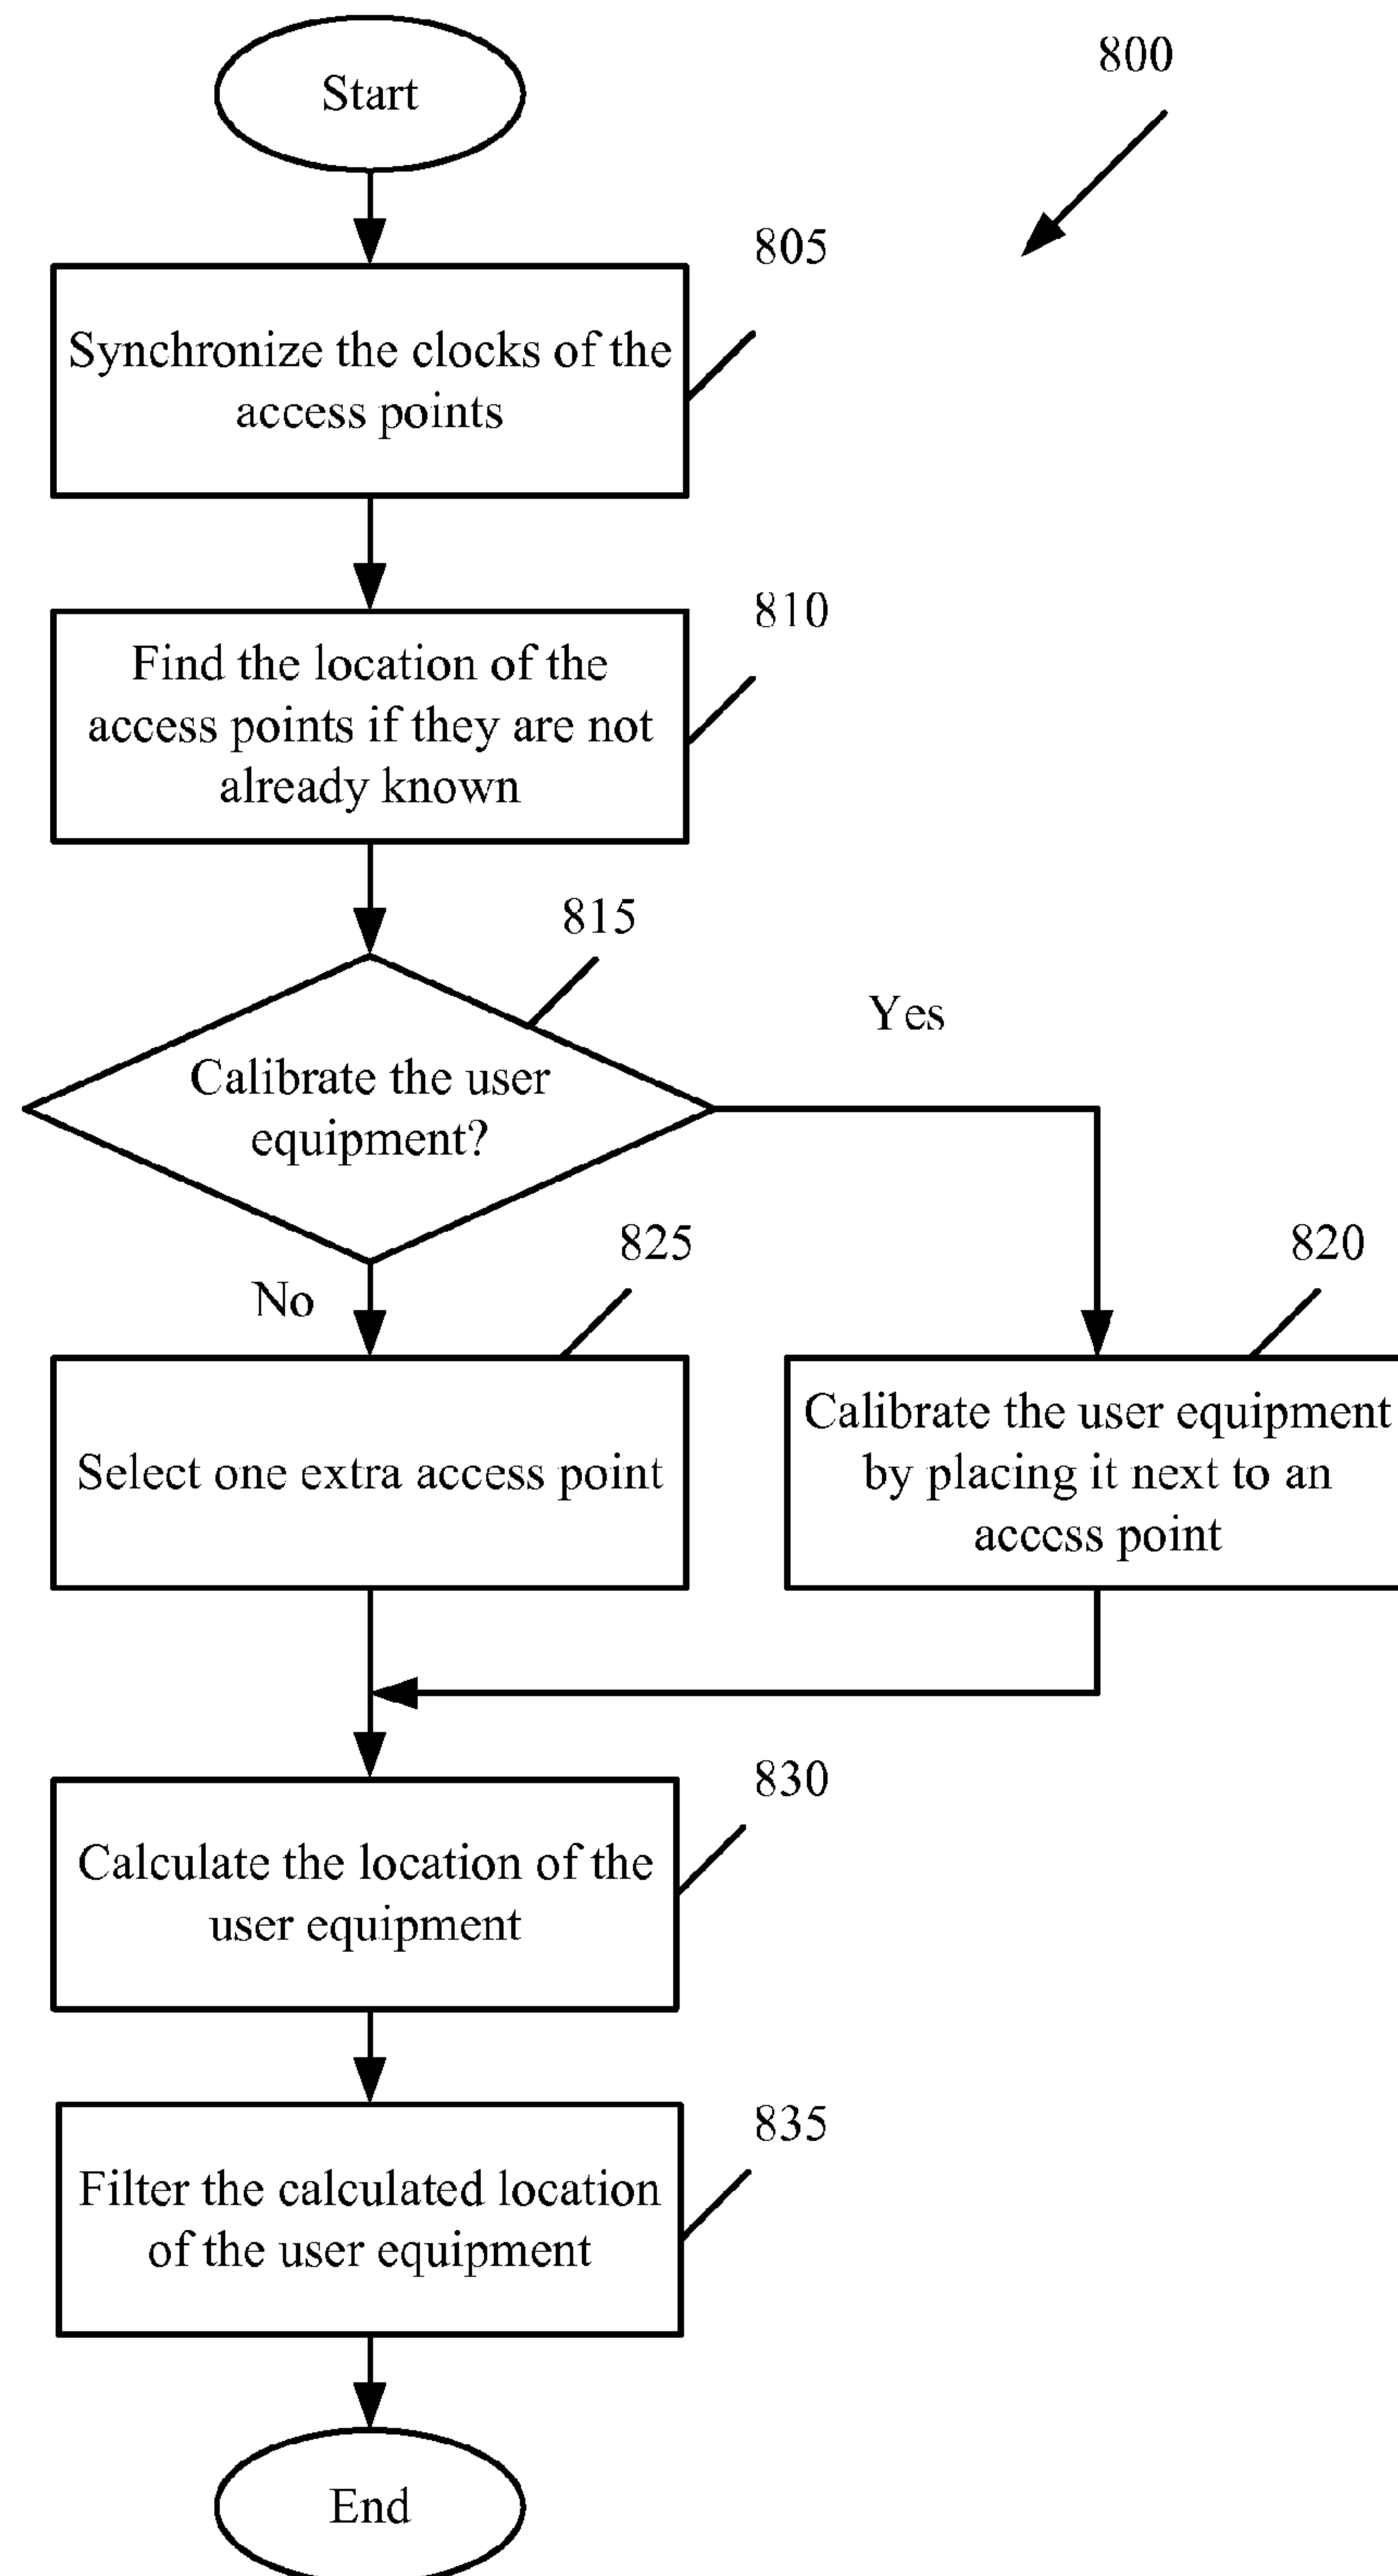 Start
800
805
Synchronize the clocks of the
access points
810
Find the location of the
access points if they are not
already known
815
Yes
Calibrate the user
equipment?
825
820
No
Select one extra access point
Calibrate the user equipment
by placing it next to an
access point
830
Calculate the location of the
user equipment
835
Filter the calculated location
of the user equipment
End